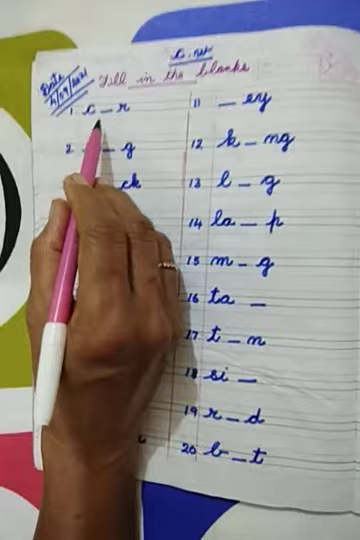 C.W
Date
4/09/2021
Fill in the blanks
1 c _ r
2 _ g
ck
11 _ ey
12 k _ ng
13 l _ g
14 la _ p
15 m _ g
16 ta _
17 t _ n
18 si _
19 r _ d
20 b _ t